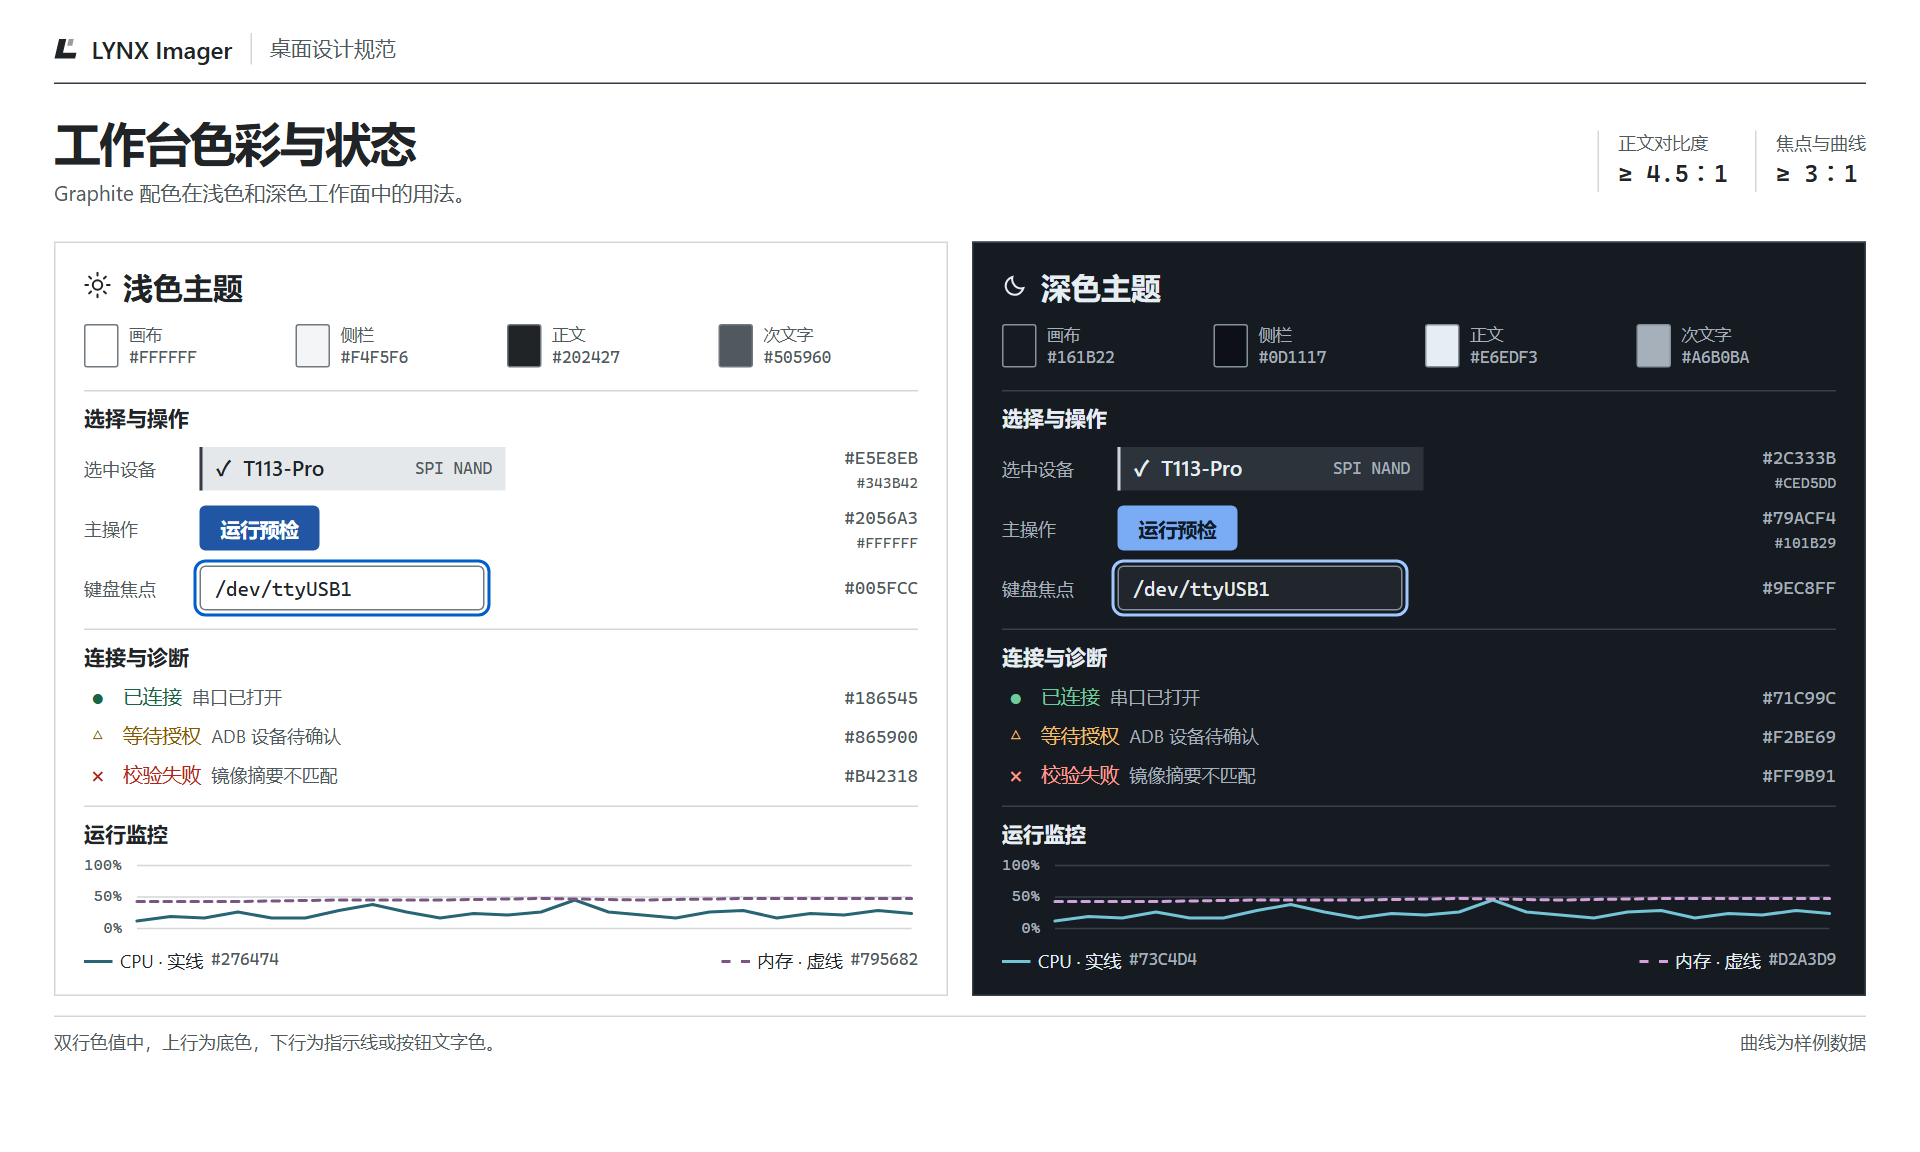 LYNX Imager 桌面设计规范
工作台色彩与状态
Graphite 配色在浅色和深色工作面中的用法。
正文对比度
≥ 4.5:1
焦点与曲线
≥ 3:1
浅色主题
画布
#FFFFFF
侧栏
#F4F5F6
正文
#202427
次文字
#505960
选择与操作
选中设备 ✓ T113-Pro SPI NAND #E5E8EB
#343B42
主操作 运行预检 #2056A3
#FFFFFF
键盘焦点 /dev/ttyUSB1 #005FCC
连接与诊断
已连接 串口已打开 #186545
等待授权 ADB 设备待确认 #865900
校验失败 镜像摘要不匹配 #B42318
运行监控
100%
50%
0%
CPU · 实线 #276474 内存 · 虚线 #795682
深色主题
画布
#161B22
侧栏
#0D1117
正文
#E6EDF3
次文字
#A6B0BA
选择与操作
选中设备 ✓ T113-Pro SPI NAND #2C333B
#CED5DD
主操作 运行预检 #79ACF4
#101B29
键盘焦点 /dev/ttyUSB1 #9EC8FF
连接与诊断
已连接 串口已打开 #71C99C
等待授权 ADB 设备待确认 #F2BE69
校验失败 镜像摘要不匹配 #FF9B91
运行监控
100%
50%
0%
CPU · 实线 #73C4D4 内存 · 虚线 #D2A3D9
双行色值中，上行为底色，下行为指示线或按钮文字色。
曲线为样例数据